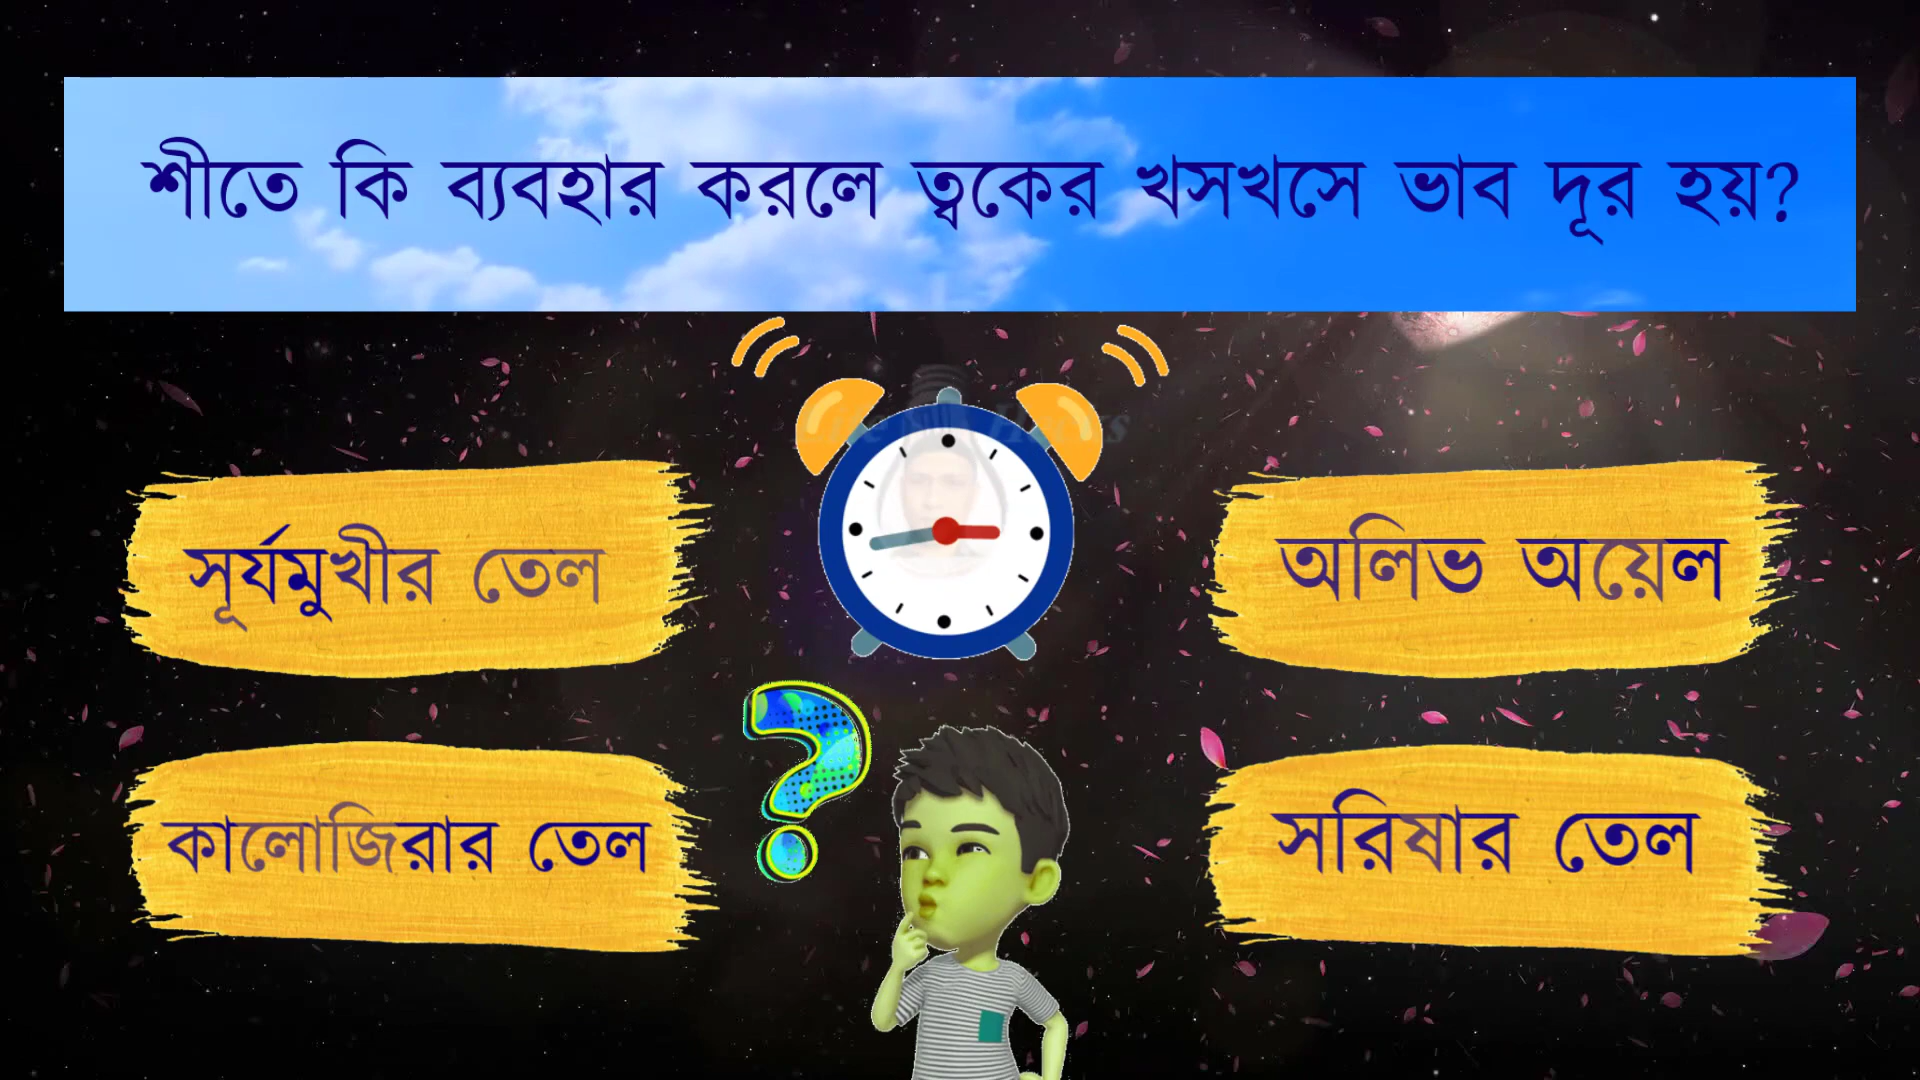 শীতে কি ব্যবহার করলে ত্বকের খসখসে ভাব দূর হয়?
সূর্যমুখীর তেল
অলিভ অয়েল
কালোজিরার তেল
সরিষার তেল